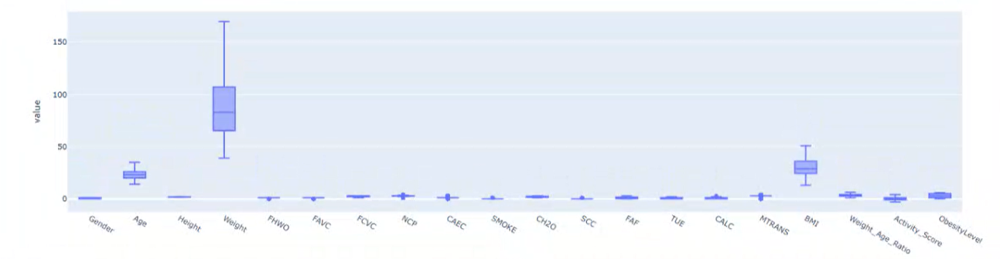 150
100
50
0
value
Gender
Age
Height
Weight
FHWO
FAVC
FCVC
NCP
CAEC
SMOKE
CH2O
SCC
FAF
TUE
CALC
MTRANS
BMI
Weight_Age_Ratio
Activity_Score
ObesityLevel